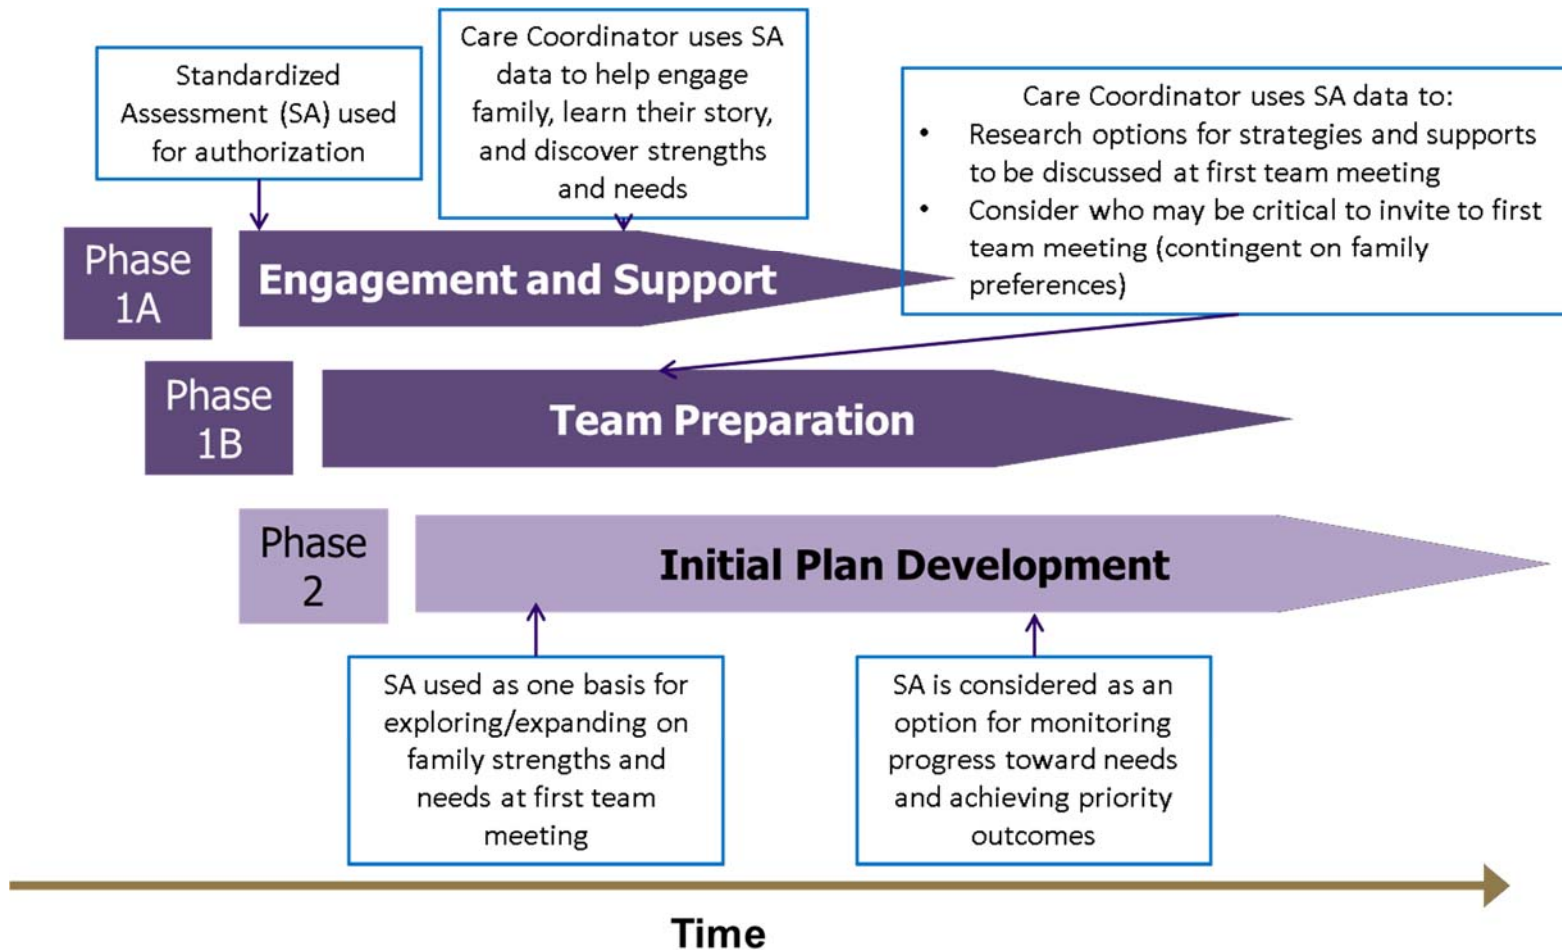 Standardized
Assessment (SA) used
for authorization
Care Coordinator uses SA
data to help engage
family, learn their story,
and discover strengths
and needs
Care Coordinator uses SA data to:
• Research options for strategies and supports
to be discussed at first team meeting
• Consider who may be critical to invite to first
team meeting (contingent on family
preferences)
Phase
1A
Engagement and Support
Phase
1B
Team Preparation
Phase
2
Initial Plan Development
SA used as one basis for
exploring/expanding on
family strengths and
needs at first team
meeting
SA is considered as an
option for monitoring
progress toward needs
and achieving priority
outcomes
Time